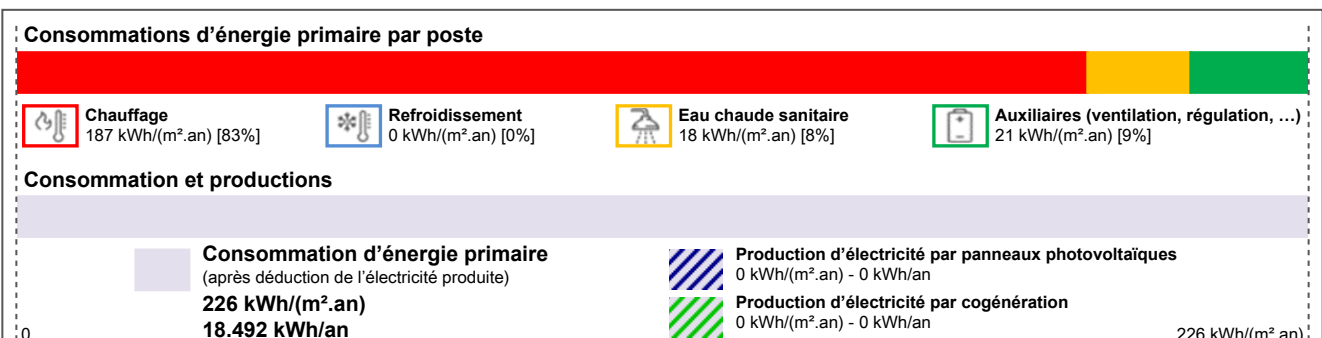 Consommations d’énergie primaire par poste
Chauffage
187 kWh/(m².an) [83%]
Refroidissement
0 kWh/(m².an) [0%]
Eau chaude sanitaire
18 kWh/(m².an) [8%]
Auxiliaires (ventilation, régulation, …)
21 kWh/(m².an) [9%]
Consommation et productions
Consommation d’énergie primaire
(après déduction de l’électricité produite)
226 kWh/(m².an)
18.492 kWh/an
Production d’électricité par panneaux photovoltaïques
0 kWh/(m².an) - 0 kWh/an
Production d’électricité par cogénération
0 kWh/(m².an) - 0 kWh/an
0
226 kWh/(m².an)